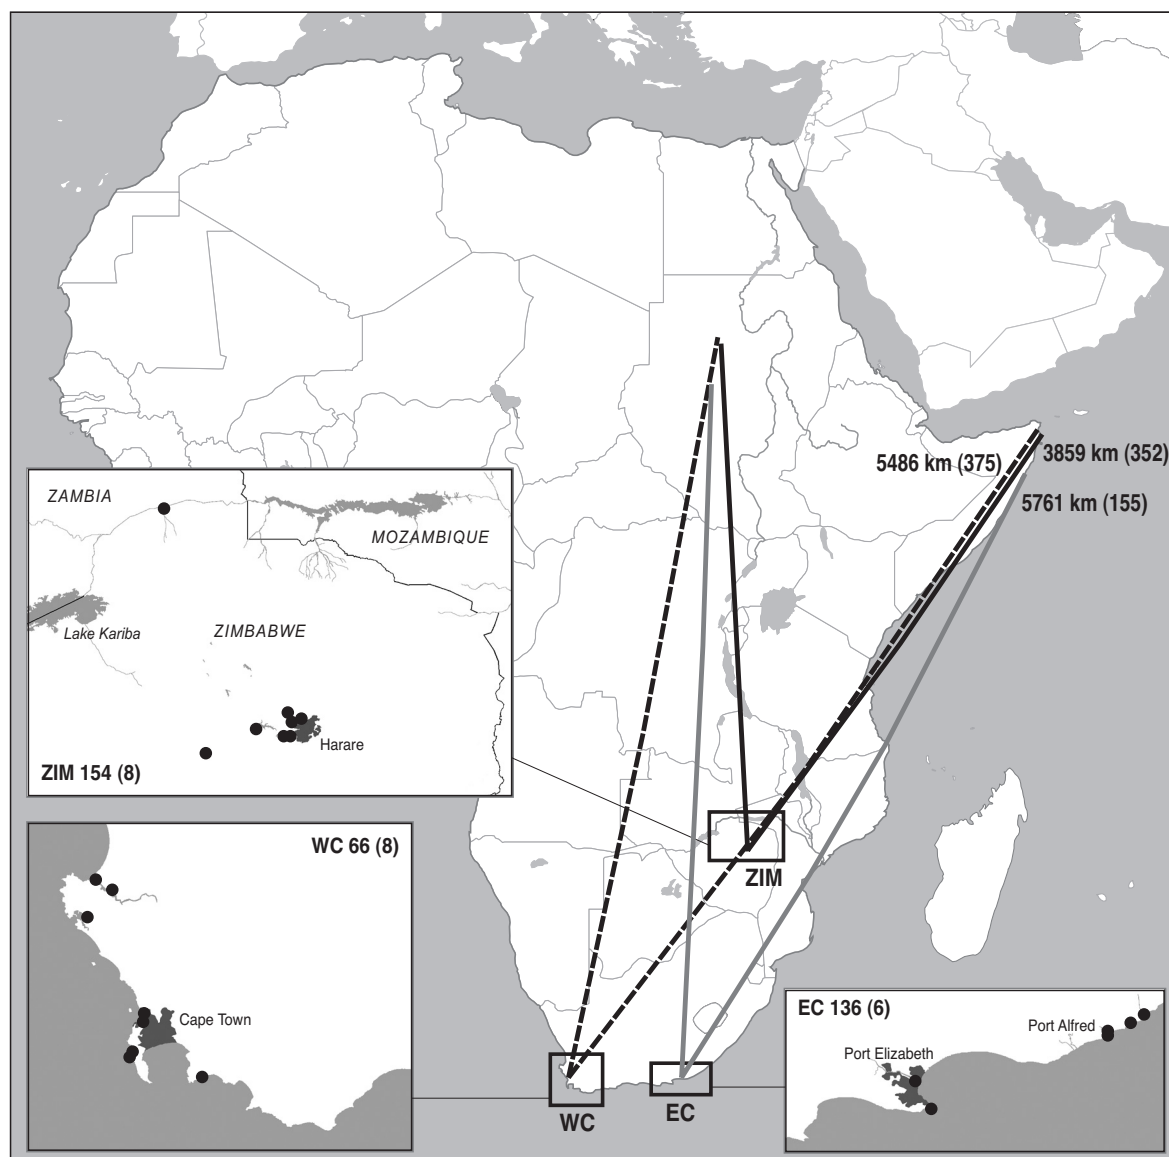 5486 km (375)
3859 km (352)
5761 km (155)
ZAMBIA
MOZAMBIQUE
Lake Kariba
ZIMBABWE
Harare
ZIM 154 (8)
ZIM
WC 66 (8)
Cape Town
WC
EC
EC 136 (6)
Port Alfred
Port Elizabeth